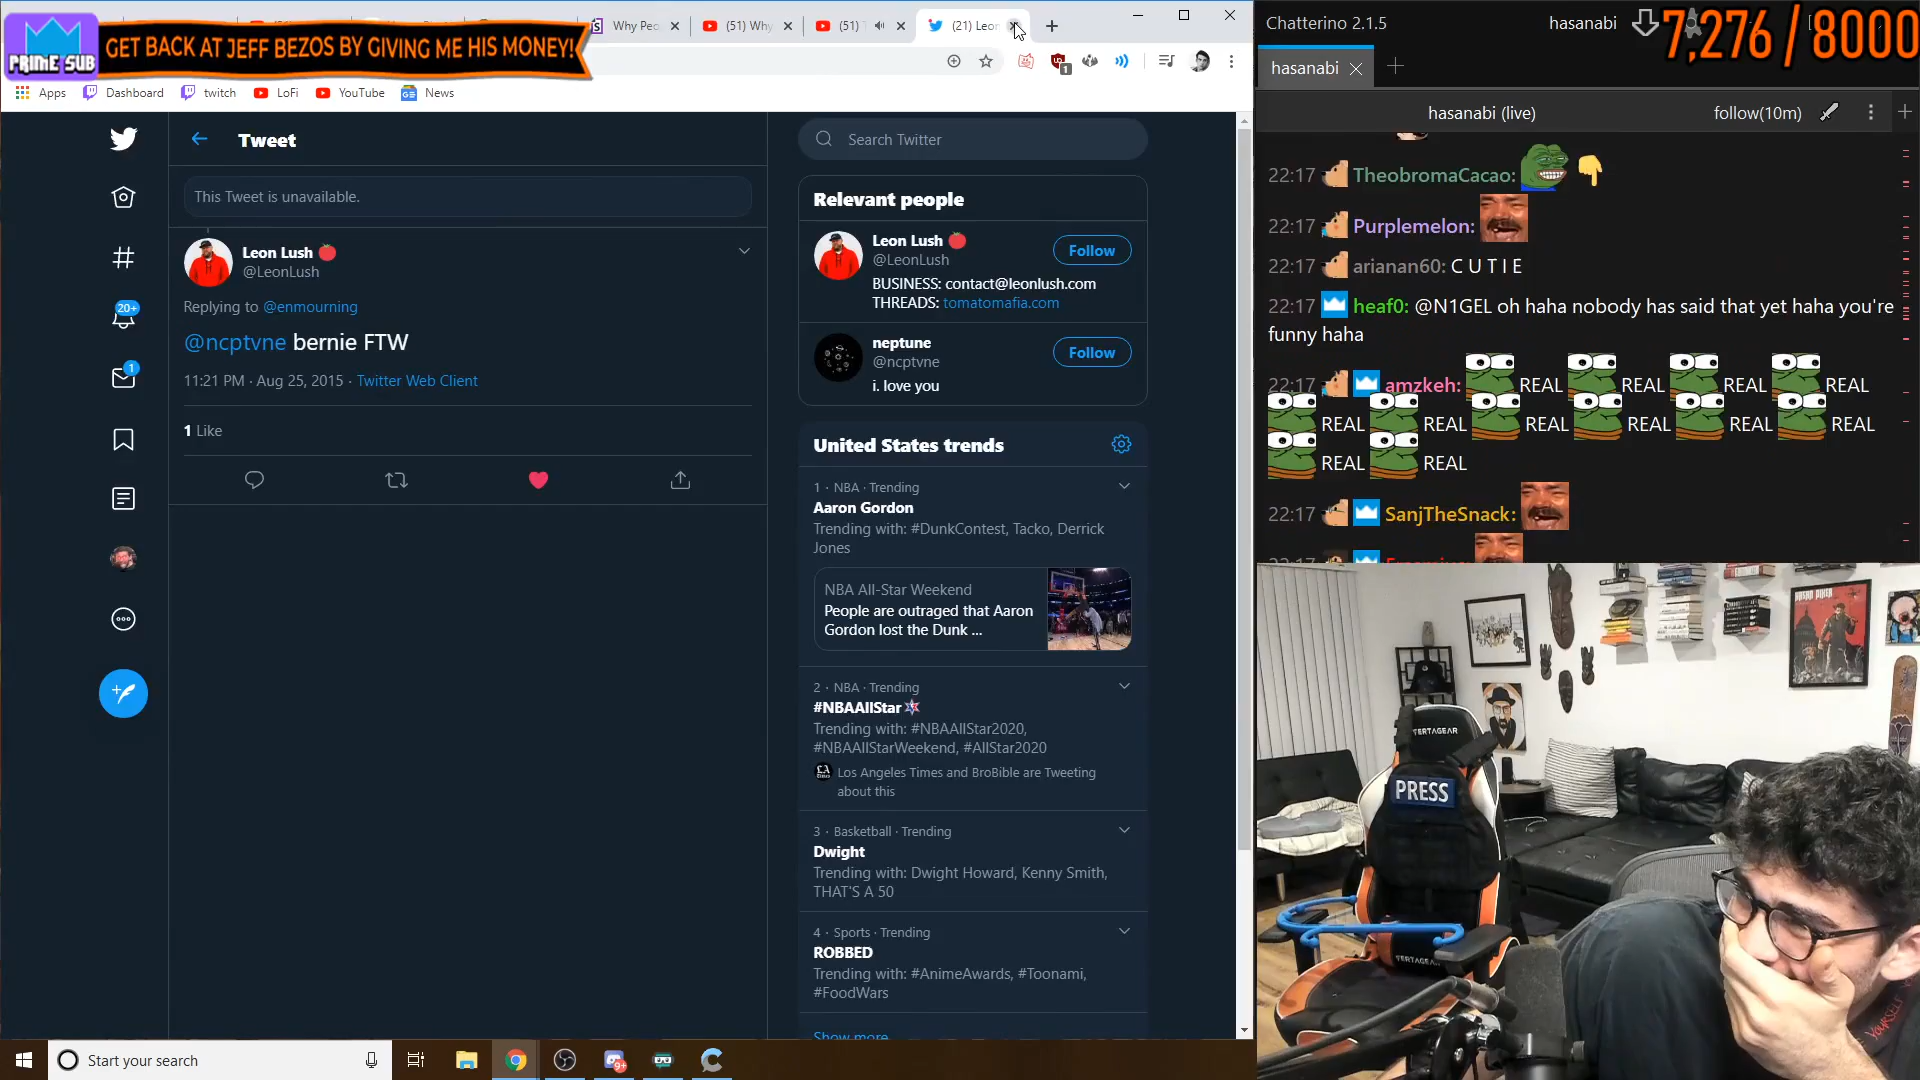 PRIME SUB
GET BACK AT JEFF BEZOS BY GIVING ME HIS MONEY!
Why Peo
(51) Why
(51)
(21) Leon
Apps
Dashboard
twitch
LoFi
YouTube
News
Tweet
This Tweet is unavailable.
Leon Lush
@LeonLush
Replying to @enmourning
@ncptvne bernie FTW
11:21 PM · Aug 25, 2015 · Twitter Web Client
1 Like
20+
1
Search Twitter
Relevant people
Leon Lush
@LeonLush
Follow
BUSINESS: contact@leonlush.com
THREADS: tomatomafia.com
neptune
@ncptvne
Follow
i. love you
United States trends
1 · NBA · Trending
Aaron Gordon
Trending with: #DunkContest, Tacko, Derrick
Jones
NBA All-Star Weekend
People are outraged that Aaron
Gordon lost the Dunk ...
2 · NBA · Trending
#NBAAllStar
Trending with: #NBAAllStar2020,
#NBAAllStarWeekend, #AllStar2020
Los Angeles Times and BroBible are Tweeting
about this
3 · Basketball · Trending
Dwight
Trending with: Dwight Howard, Kenny Smith,
THAT'S A 50
4 · Sports · Trending
ROBBED
Trending with: #AnimeAwards, #Toonami,
#FoodWars
Show more
Start your search
9+
Chatterino 2.1.5
hasanabi
7,276 / 8000
hasanabi
hasanabi (live)
follow(10m)
22:17 TheobromaCacao:
22:17 Purplemelon:
22:17 arianan60: C U T I E
22:17 heaf0: @N1GEL oh haha nobody has said that yet haha you're
funny haha
22:17 amzkeh: REAL REAL REAL REAL
REAL REAL REAL REAL REAL REAL
REAL REAL
22:17 SanjTheSnack:
VERTAGEAR
PRESS
VERTAGEAR
HASAN PIKER